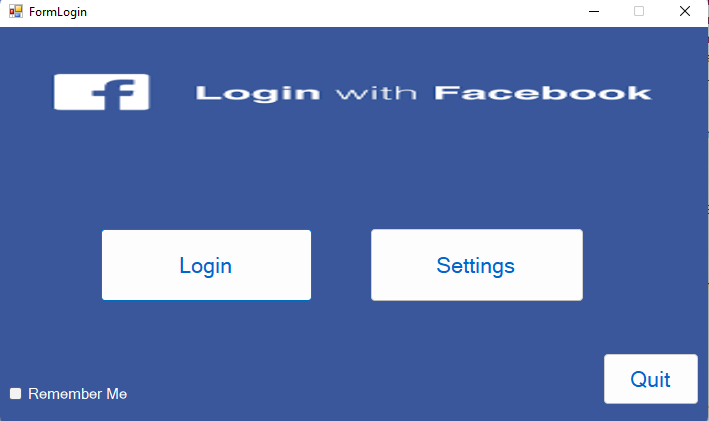 FormLogin
f Login with Facebook
Login
Settings
Remember Me
Quit